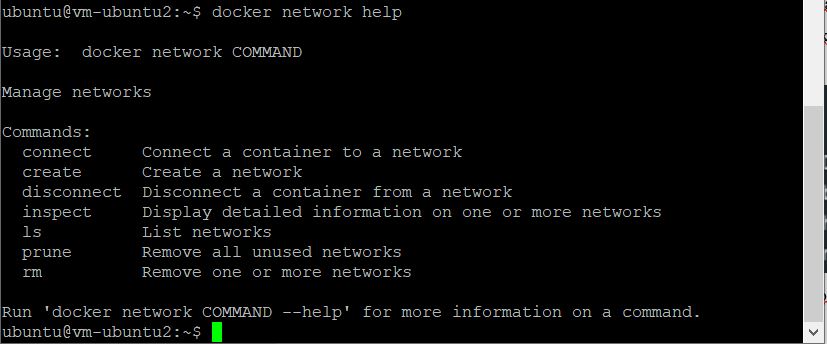 ubuntu@vm-ubuntu2:~$ docker network help
Usage:  docker network COMMAND
Manage networks
Commands:
  connect     Connect a container to a network
  create      Create a network
  disconnect  Disconnect a container from a network
  inspect     Display detailed information on one or more networks
  ls          List networks
  prune       Remove all unused networks
  rm          Remove one or more networks
Run 'docker network COMMAND --help' for more information on a command.
ubuntu@vm-ubuntu2:~$